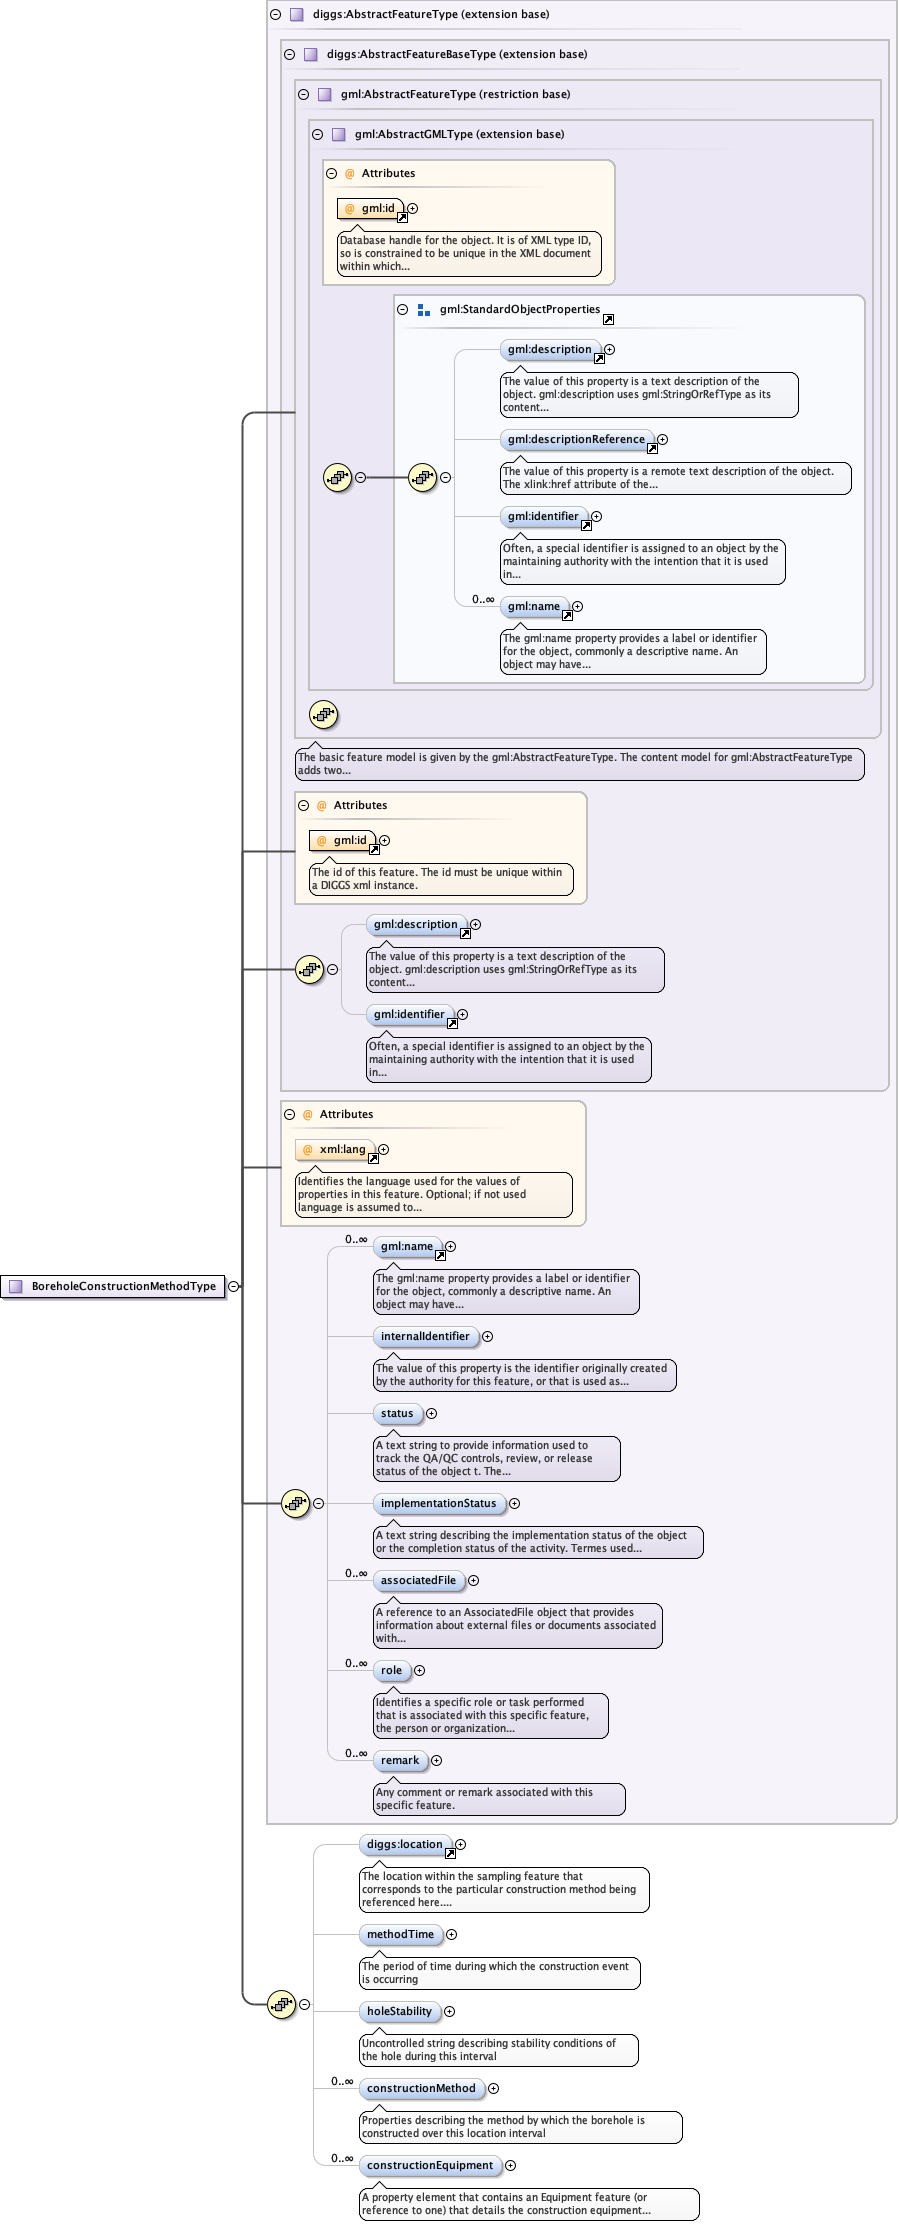 diggs:AbstractFeatureType (extension base)
diggs:AbstractFeatureBaseType (extension base)
gml:AbstractFeatureType (restriction base)
gml:AbstractGMLType (extension base)
@ Attributes
@ gml:id
Database handle for the object. It is of XML type ID,
so is constrained to be unique in the XML document
within which...
gml:StandardObjectProperties
gml:description
The value of this property is a text description of the
object. gml:description uses gml:StringOrRefType as its
content...
gml:descriptionReference
The value of this property is a remote text description of the object.
The xlink:href attribute of the...
gml:identifier
Often, a special identifier is assigned to an object by the
maintaining authority with the intention that it is used
in...
0..∞
gml:name
The gml:name property provides a label or identifier
for the object, commonly a descriptive name. An
object may have...
The basic feature model is given by the gml:AbstractFeatureType. The content model for gml:AbstractFeatureType
adds two...
@ Attributes
@ gml:id
The id of this feature. The id must be unique within
a DIGGS xml instance.
gml:description
The value of this property is a text description of the
object. gml:description uses gml:StringOrRefType as its
content...
gml:identifier
Often, a special identifier is assigned to an object by the
maintaining authority with the intention that it is used
in...
@ Attributes
@ xml:lang
Identifies the language used for the values of
properties in this feature. Optional; if not used
language is assumed to...
0..∞
gml:name
The gml:name property provides a label or identifier
for the object, commonly a descriptive name. An
object may have...
BoreholeConstructionMethodType
internalIdentifier
The value of this property is the identifier originally created
by the authority for this feature, or that is used as...
status
A text string to provide information used to
track the QA/QC controls, review, or release
status of the object t. The...
implementationStatus
A text string describing the implementation status of the object
or the completion status of the activity. Termes used...
0..∞
associatedFile
A reference to an AssociatedFile object that provides
information about external files or documents associated
with...
0..∞
role
Identifies a specific role or task performed
that is associated with this specific feature,
the person or organization...
0..∞
remark
Any comment or remark associated with this
specific feature.
diggs:location
The location within the sampling feature that
corresponds to the particular construction method being
referenced here....
methodTime
The period of time during which the construction event
is occurring
holeStability
Uncontrolled string describing stability conditions of
the hole during this interval
0..∞
constructionMethod
Properties describing the method by which the borehole is
constructed over this location interval
0..∞
constructionEquipment
A property element that contains an Equipment feature (or
reference to one) that details the construction equipment...